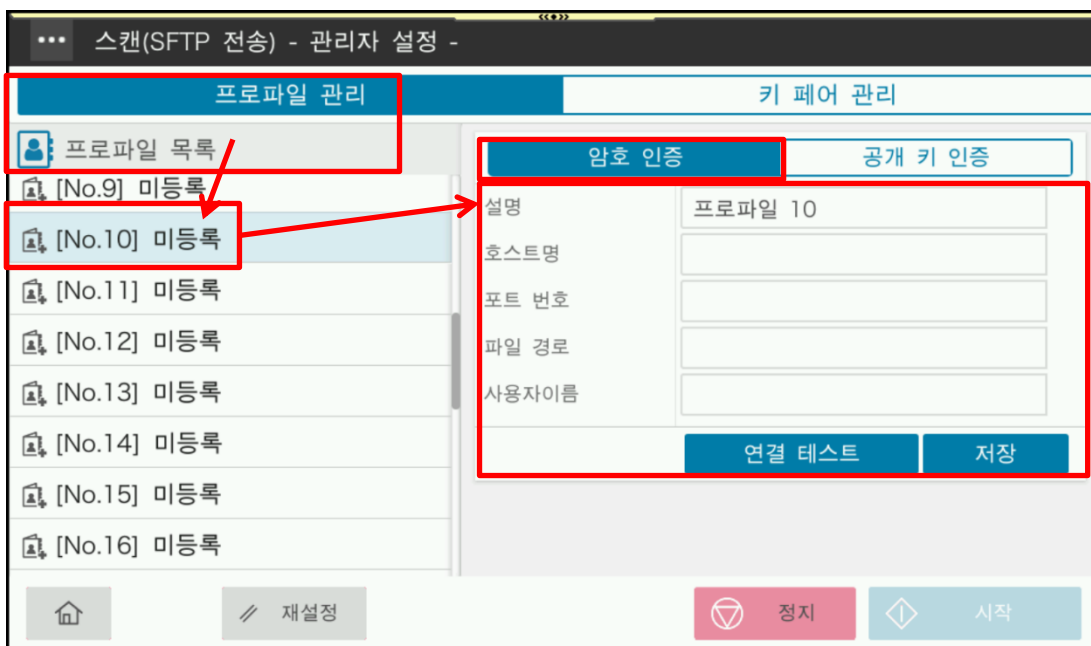 스캔(SFTP 전송) - 관리자 설정 -
프로파일 관리
키 페어 관리
프로파일 목록
[No.9] 미등록
[No.10] 미등록
[No.11] 미등록
[No.12] 미등록
[No.13] 미등록
[No.14] 미등록
[No.15] 미등록
[No.16] 미등록
암호 인증
공개 키 인증
설명
프로파일 10
호스트명
포트 번호
파일 경로
사용자이름
연결 테스트
저장
재설정
정지
시작